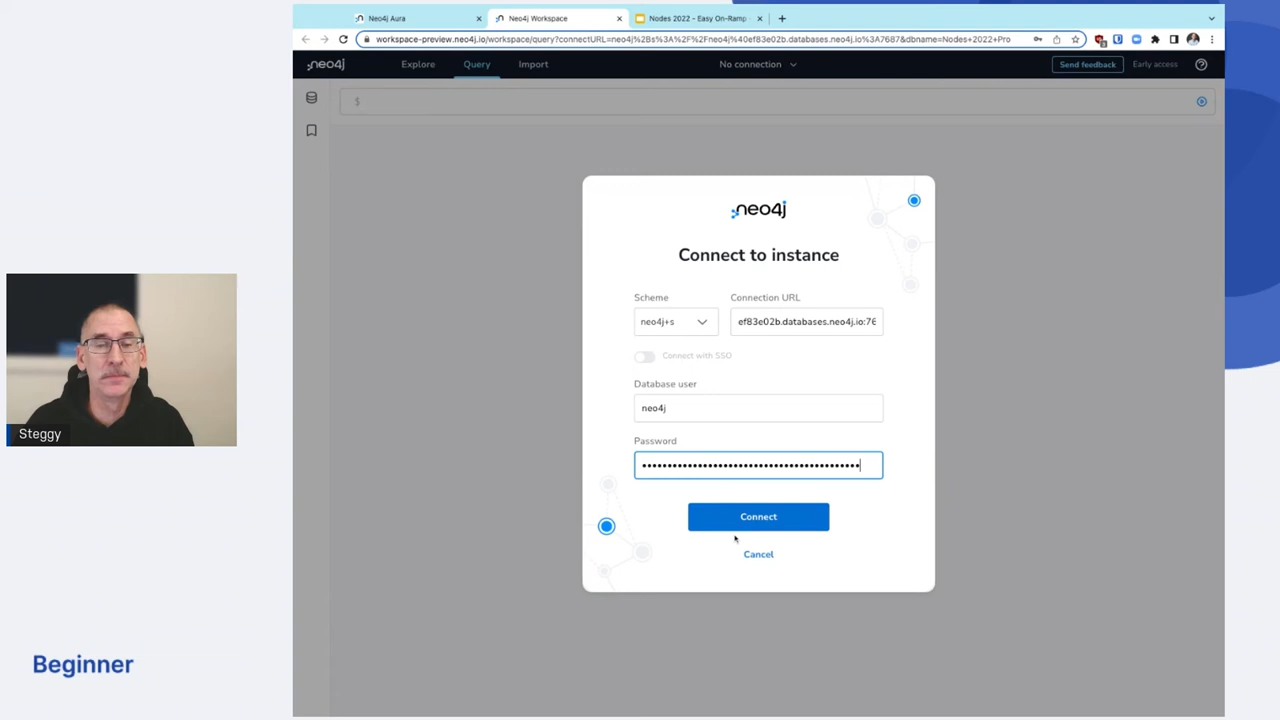 Neo4j Aura
Neo4j Workspace
Nodes 2022 - Easy On-Ramp
workspace-preview.neo4j.io/workspace/query?connectURL=neo4j%2Bs%3A%2F%2Fneo4j%40ef83e02b.databases.neo4j.io%3A7687&dbname=Nodes+2022+Pro
neo4j
Explore
Query
Import
No connection
Send feedback
Early access
$
neo4j
Connect to instance
Scheme
Connection URL
neo4j+s
ef83e02b.databases.neo4j.io:76
Connect with SSO
Database user
neo4j
Password
Connect
Cancel
Steggy
Beginner